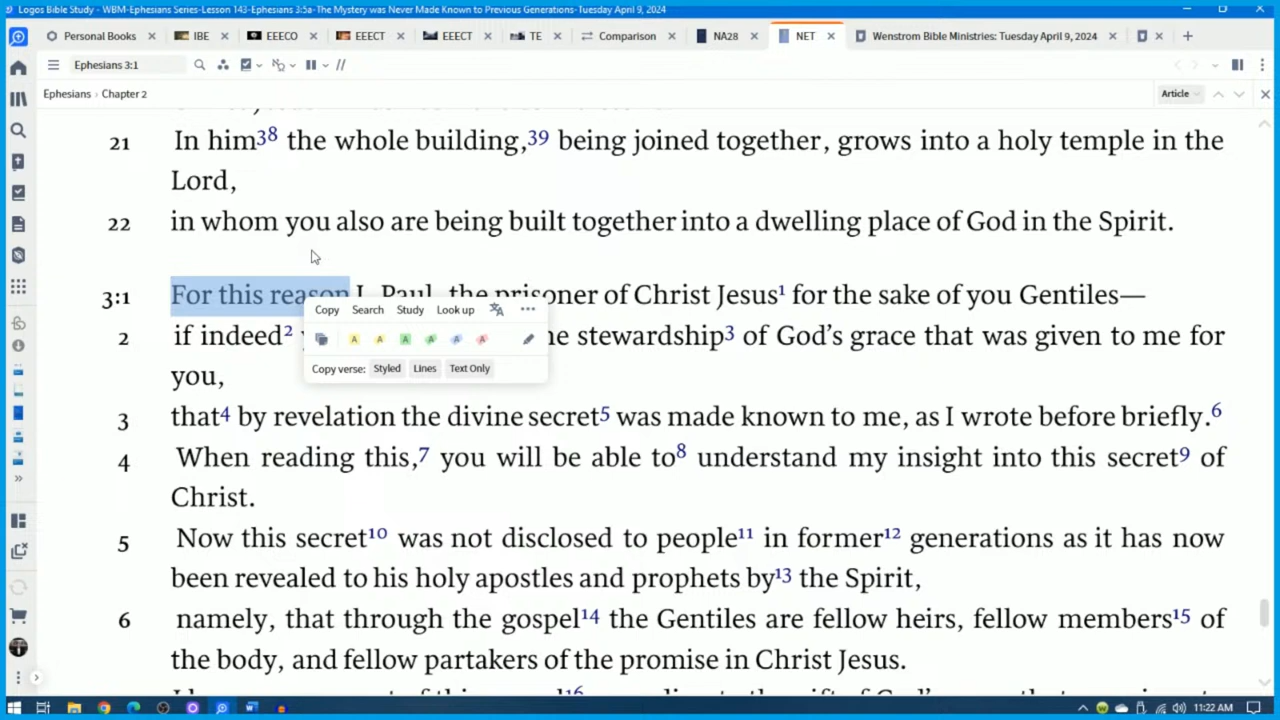 Logos Bible Study - WBM-Ephesians Series-Lesson 143-Ephesians 3:5a-The Mystery was Never Made Known to Previous Generations-Tuesday April 9, 2024
Personal Books IBE EEECO EEECT EEECT TE Comparison NA28 NET Wenstrom Bible Ministries: Tuesday April 9, 2024
Ephesians 3:1
Ephesians › Chapter 2 Article
21 In him38 the whole building,39 being joined together, grows into a holy temple in the
Lord,
22 in whom you also are being built together into a dwelling place of God in the Spirit.
3:1 For this reason I, Paul, the prisoner of Christ Jesus1 for the sake of you Gentiles—
Copy Search Study Look up
2 if indeed2 stewardship3 of God’s grace that was given to me for
A A A A A A
you,
Copy verse: Styled Lines Text Only
3 that4 by revelation the divine secret5 was made known to me, as I wrote before briefly.6
4 When reading this,7 you will be able to8 understand my insight into this secret9 of
Christ.
5 Now this secret10 was not disclosed to people11 in former12 generations as it has now
been revealed to his holy apostles and prophets by13 the Spirit,
6 namely, that through the gospel14 the Gentiles are fellow heirs, fellow members15 of
the body, and fellow partakers of the promise in Christ Jesus.
11:22 AM